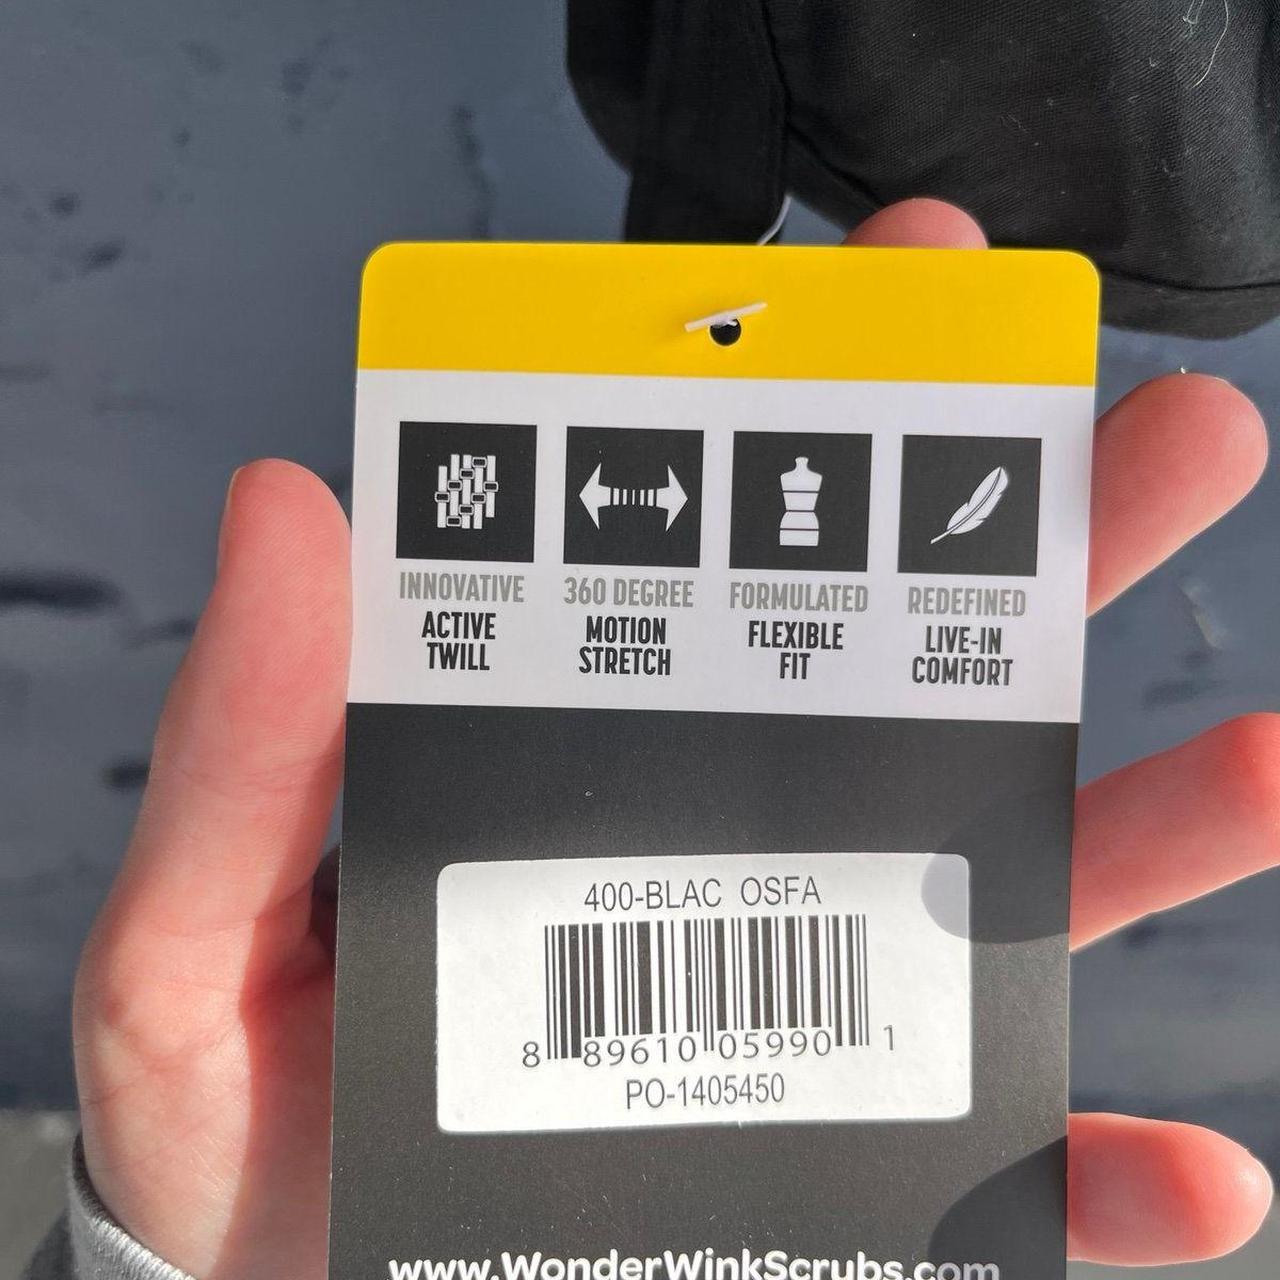 INNOVATIVE
ACTIVE
TWILL
360 DEGREE
MOTION
STRETCH
FORMULATED
FLEXIBLE
FIT
REDEFINED
LIVE-IN
COMFORT
400-BLAC OSFA
8 89610 05990 1
PO-1405450
www.WonderWinkScrubs.com